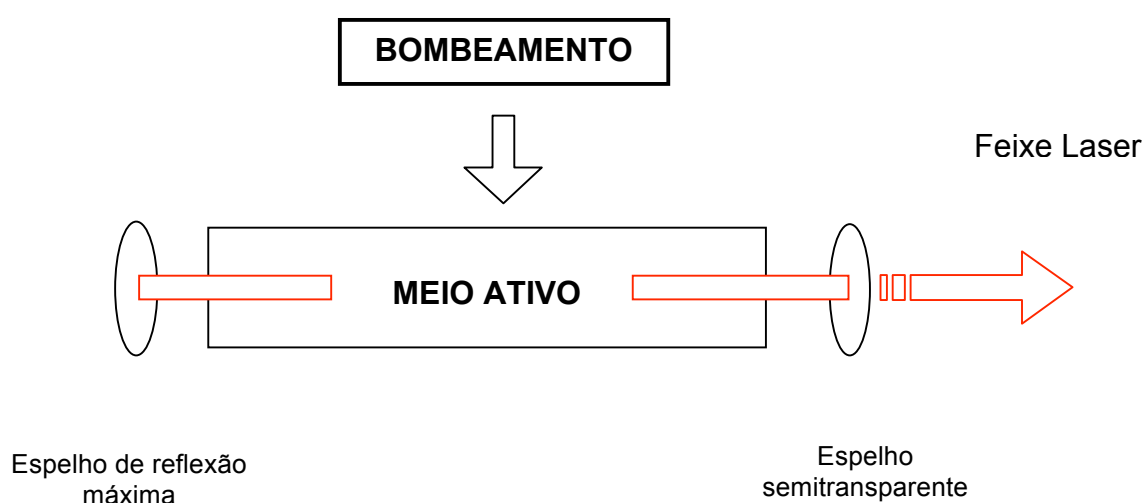 BOMBEAMENTO
Feixe Laser
MEIO ATIVO
Espelho de reflexão
máxima
Espelho
semitransparente